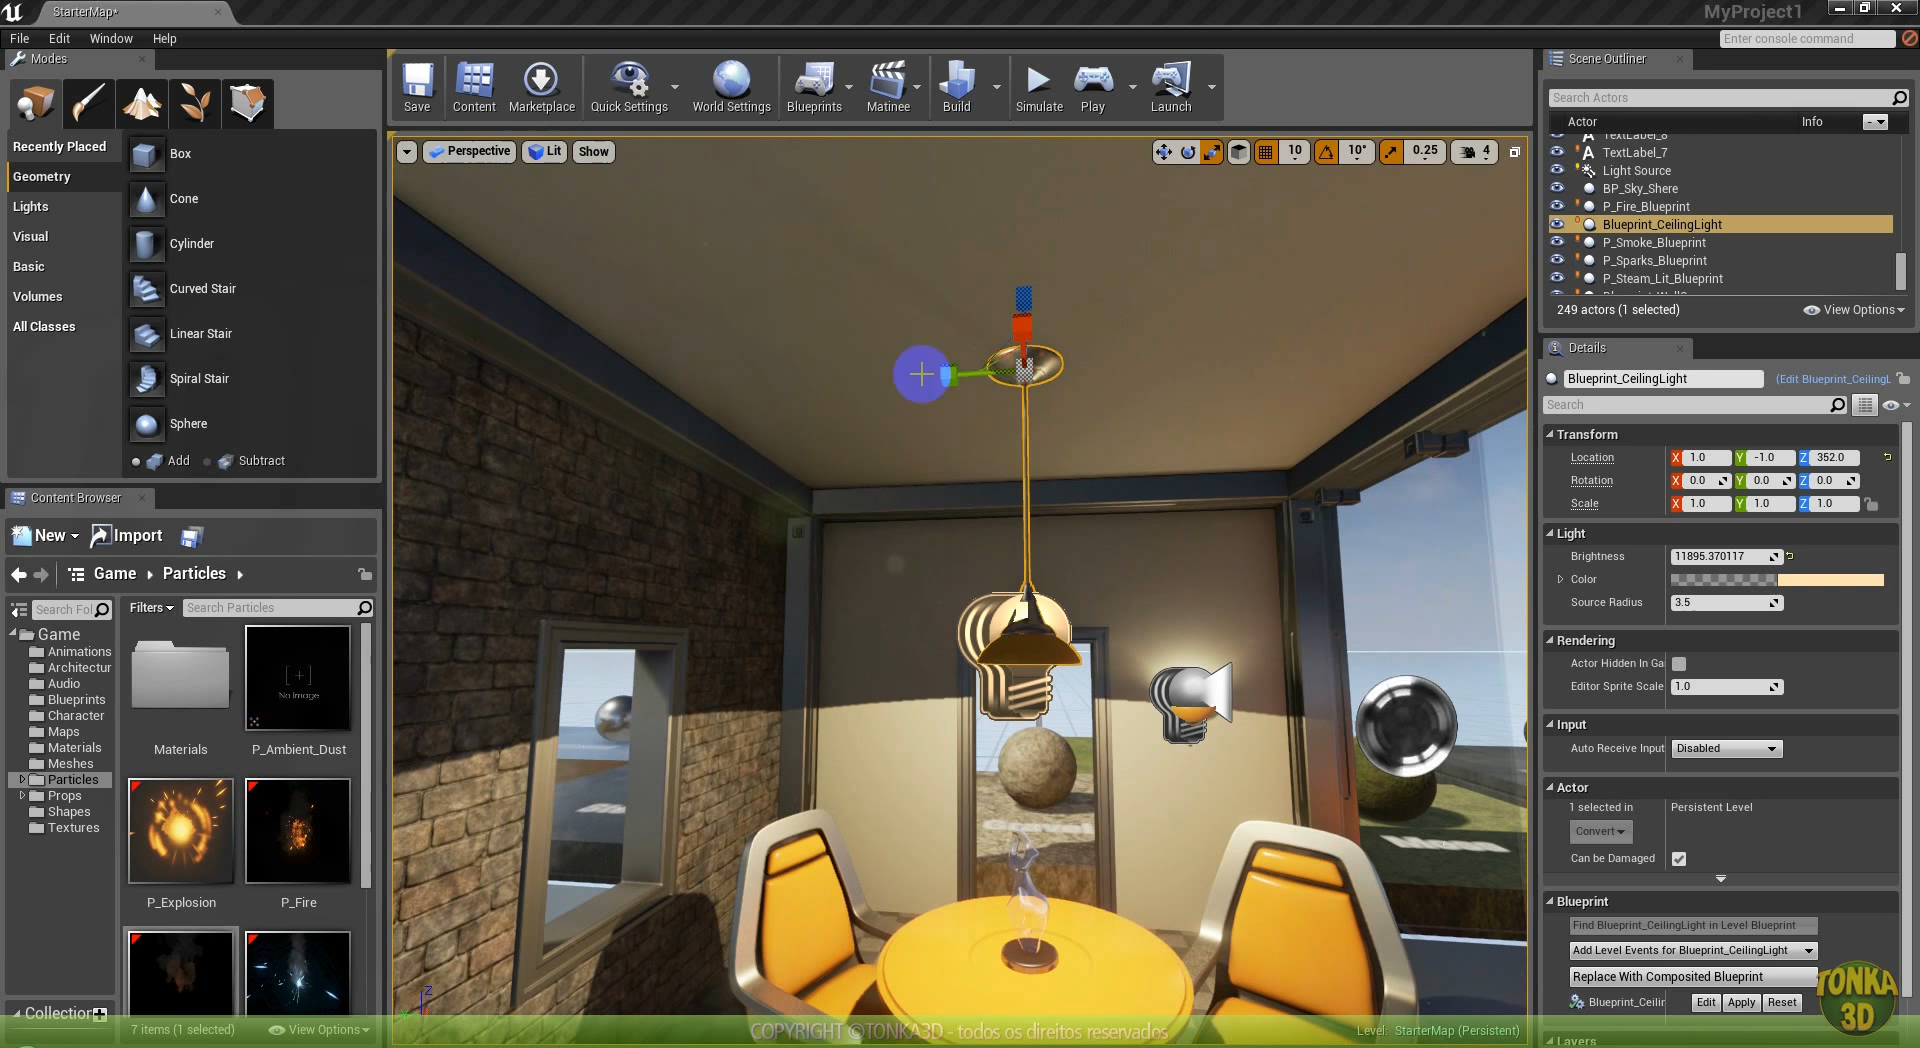 StarterMap*
MyProject1
File Edit Window Help
Enter console command
Modes
Recently Placed
Geometry
Lights
Visual
Basic
Volumes
All Classes
Box
Cone
Cylinder
Curved Stair
Linear Stair
Spiral Stair
Sphere
Add Subtract
Content Browser
New Import
Game Particles
Search Fol
Filters Search Particles
Game
Animations
Architectur
Audio
Blueprints
Character
Maps
Materials
Meshes
Particles
Props
Shapes
Textures
Collection
No Image
Materials P_Ambient_Dust
P_Explosion P_Fire
7 items (1 selected) View Options
Save Content Marketplace Quick Settings World Settings Blueprints Matinee Build Simulate Play Launch
Perspective Lit Show
10 10° 0.25 4
Z
COPYRIGHT ©TONKA3D - todos os direitos reservados
Level: StarterMap (Persistent)
Scene Outliner
Search Actors
Actor Info
TextLabel_8
TextLabel_7
Light Source
BP_Sky_Shere
P_Fire_Blueprint
Blueprint_CeilingLight
P_Smoke_Blueprint
P_Sparks_Blueprint
P_Steam_Lit_Blueprint
249 actors (1 selected) View Options
Details
Blueprint_CeilingLight (Edit Blueprint_CeilingL
Search
Transform
Location X 1.0 Y -1.0 Z 352.0
Rotation X 0.0 Y 0.0 Z 0.0
Scale X 1.0 Y 1.0 Z 1.0
Light
Brightness 11895.370117
Color
Source Radius 3.5
Rendering
Actor Hidden In Ga
Editor Sprite Scale 1.0
Input
Auto Receive Input Disabled
Actor
1 selected in Persistent Level
Convert
Can be Damaged
Blueprint
Find Blueprint_CeilingLight in Level Blueprint
Add Level Events for Blueprint_CeilingLight
Replace With Composited Blueprint
Blueprint_Ceilin Edit Apply Reset
Layers
TONKA
3D